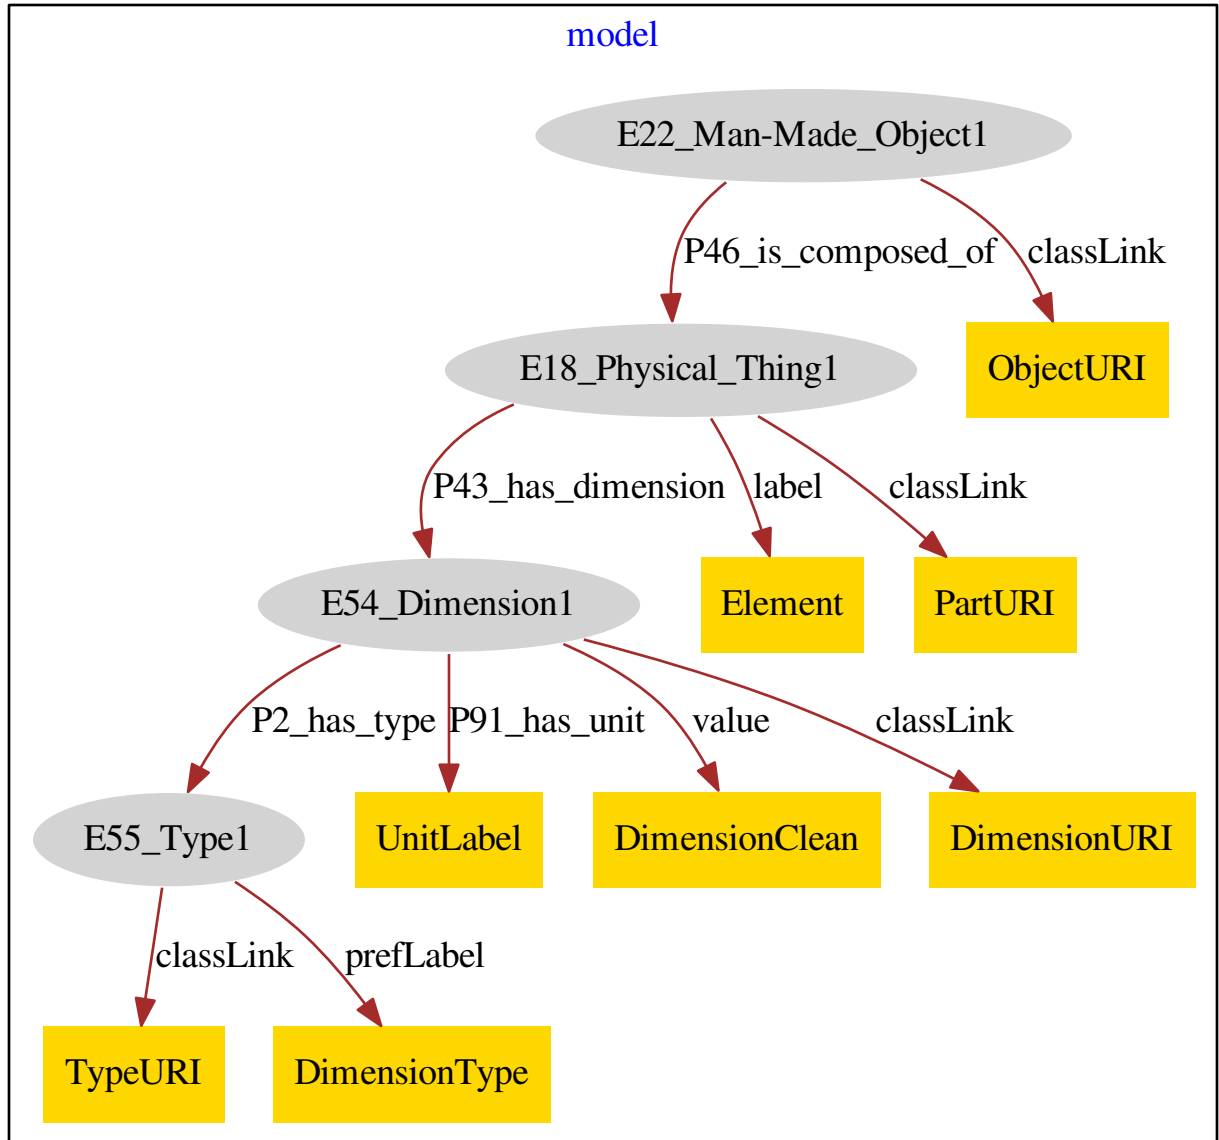 model
E22_Man-Made_Object1
P46_is_composed_of classLink
E18_Physical_Thing1 ObjectURI
P43_has_dimension label classLink
E54_Dimension1 Element PartURI
P2_has_type P91_has_unit value classLink
E55_Type1 UnitLabel DimensionClean DimensionURI
classLink prefLabel
TypeURI DimensionType